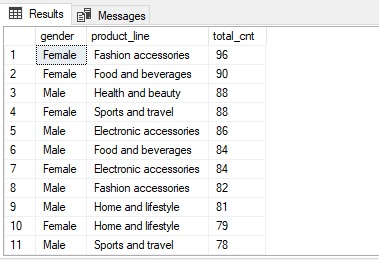 Results Messages
gender product_line total_cnt
1 Female Fashion accessories 96
2 Female Food and beverages 90
3 Male Health and beauty 88
4 Female Sports and travel 88
5 Male Electronic accessories 86
6 Male Food and beverages 84
7 Female Electronic accessories 84
8 Male Fashion accessories 82
9 Male Home and lifestyle 81
10 Female Home and lifestyle 79
11 Male Sports and travel 78